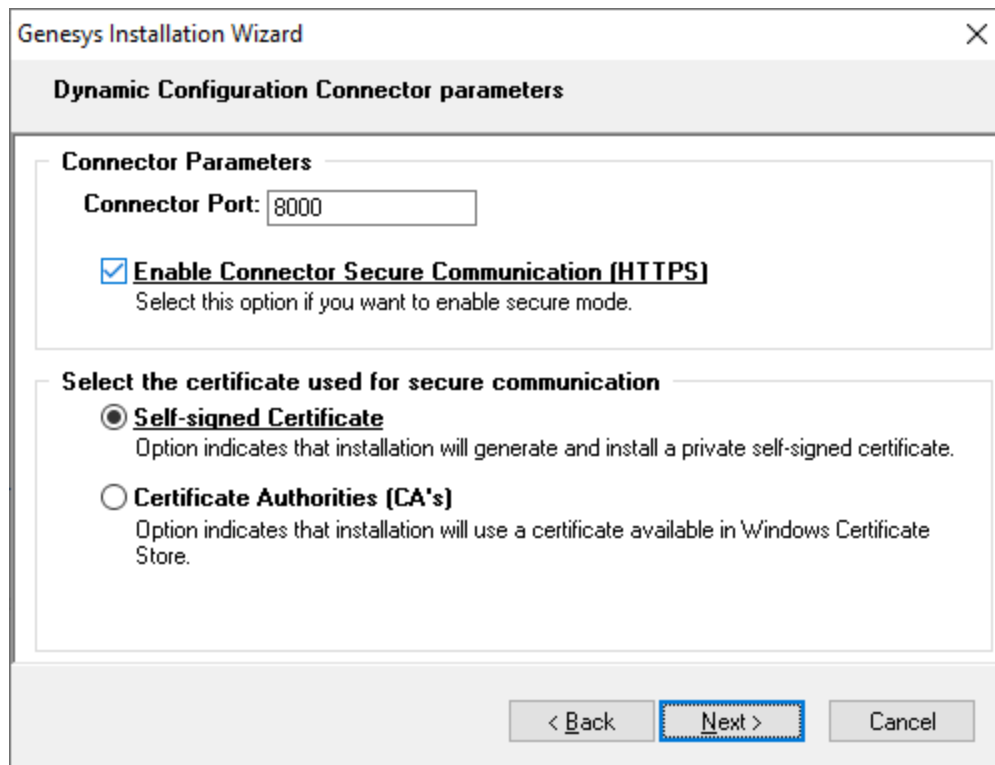 Genesys Installation Wizard
Dynamic Configuration Connector parameters
Connector Parameters
Connector Port: 8000
Enable Connector Secure Communication (HTTPS)
Select this option if you want to enable secure mode.
Select the certificate used for secure communication
Self-signed Certificate
Option indicates that installation will generate and install a private self-signed certificate.
Certificate Authorities (CA's)
Option indicates that installation will use a certificate available in Windows Certificate
Store.
< Back Next > Cancel